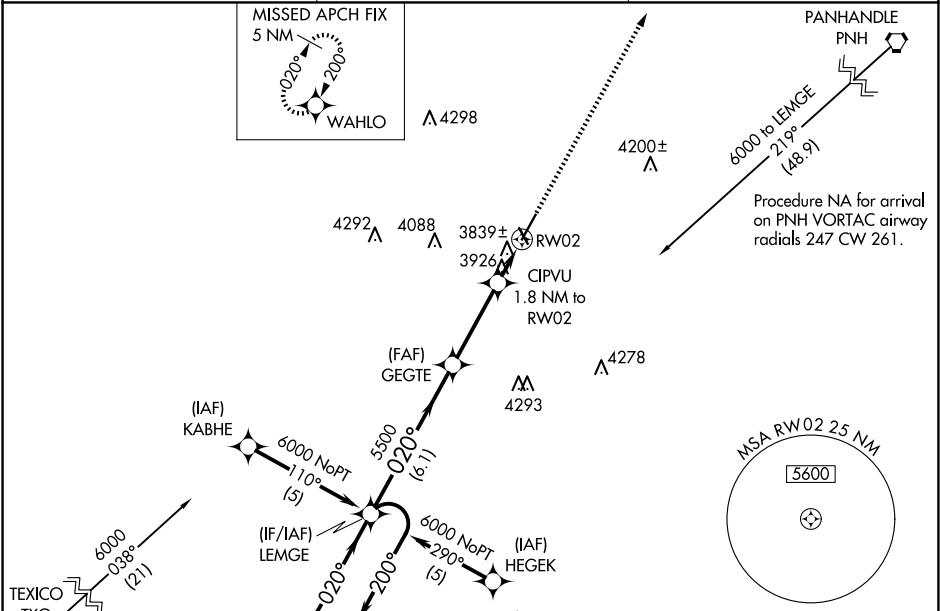 MISSED APCH FIX
5 NM
020°
200°
WAHLO
PANHANDLE
PNH
4298
4200±
6000 to LEMGE
219°
(48.9)
Procedure NA for arrival
on PNH VORTAC airway
radials 247 CW 261.
4292
4088
3839±
RW02
3926
CIPVU
1.8 NM to
RW02
(FAF)
GEGTE
4278
4293
(IAF)
KABHE
6000 NoPT
110°
(5)
5500
020°
(6.1)
MSA RW02 25 NM
5600
(IF/IAF)
LEMGE
6000 NoPT
290°
(5)
(IAF)
HEGEK
6000
038°
(21)
020°
200°
TEXICO